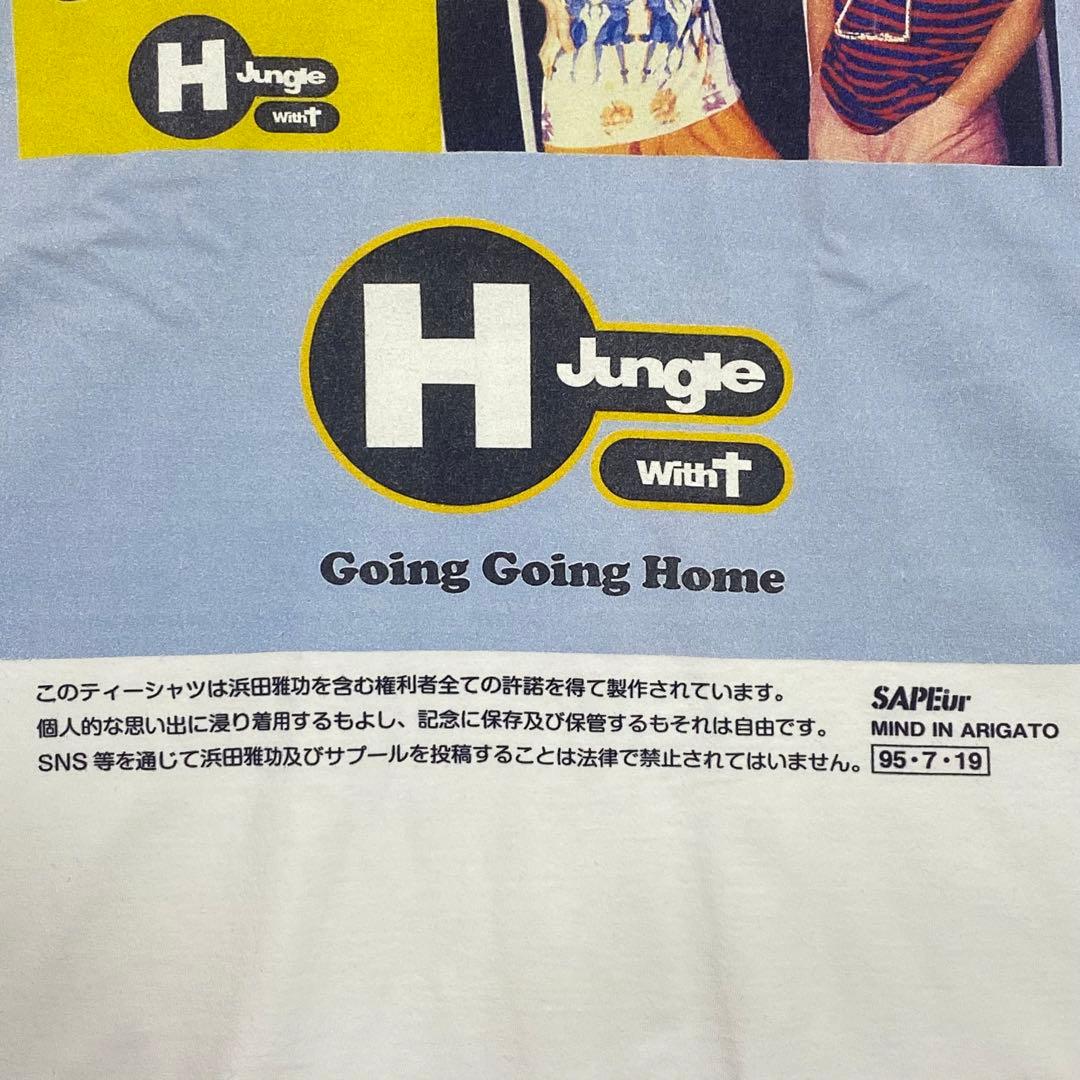 H Jungle
With t
H Jungle
With t
Going Going Home
このティーシャツは浜田雅功を含む権利者全ての許諾を得て製作されています。
個人的な思い出に浸り着用するもよし、記念に保存及び保管するもそれは自由です。
SNS 等を通じて浜田雅功及びサプールを投稿することは法律で禁止されてはいません。
SAPEur
MIND IN ARIGATO
95・7・19